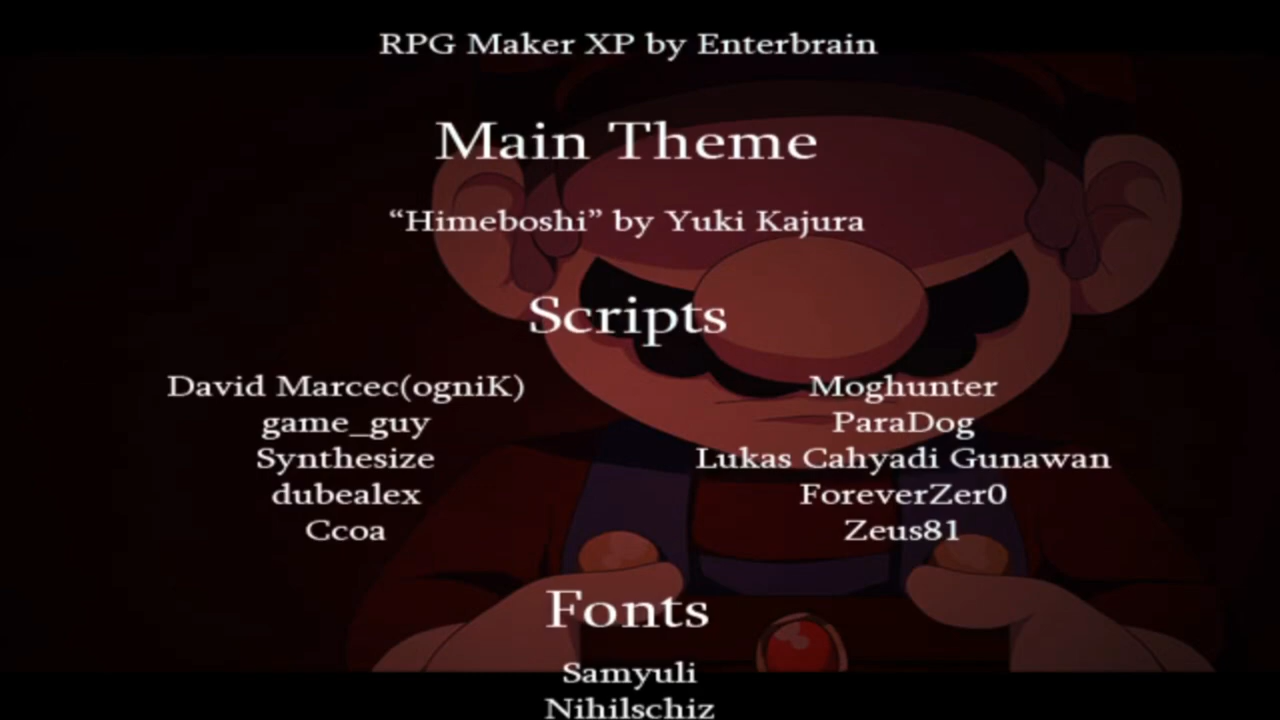 RPG Maker XP by Enterbrain
Main Theme
“Himeboshi” by Yuki Kajura
Scripts
David Marcec(ogniK)
game_guy
Synthesize
dubealex
Ccoa
Moghunter
ParaDog
Lukas Cahyadi Gunawan
ForeverZer0
Zeus81
Fonts
Samyuli
Nihilschiz